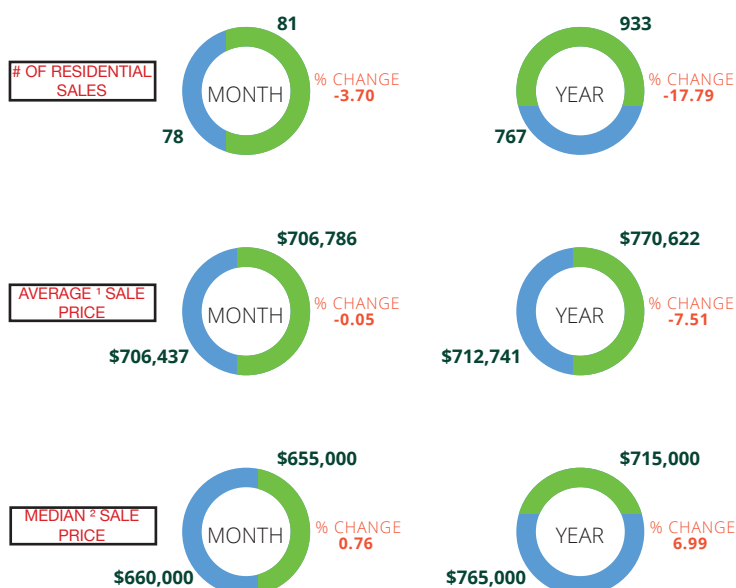 81
933
# OF RESIDENTIAL
SALES
MONTH
% CHANGE
-3.70
YEAR
% CHANGE
-17.79
78
767
$706,786
$770,622
AVERAGE ¹ SALE
PRICE
MONTH
% CHANGE
-0.05
YEAR
% CHANGE
-7.51
$706,437
$712,741
$655,000
$715,000
MEDIAN ² SALE
PRICE
MONTH
% CHANGE
0.76
YEAR
% CHANGE
6.99
$660,000
$765,000